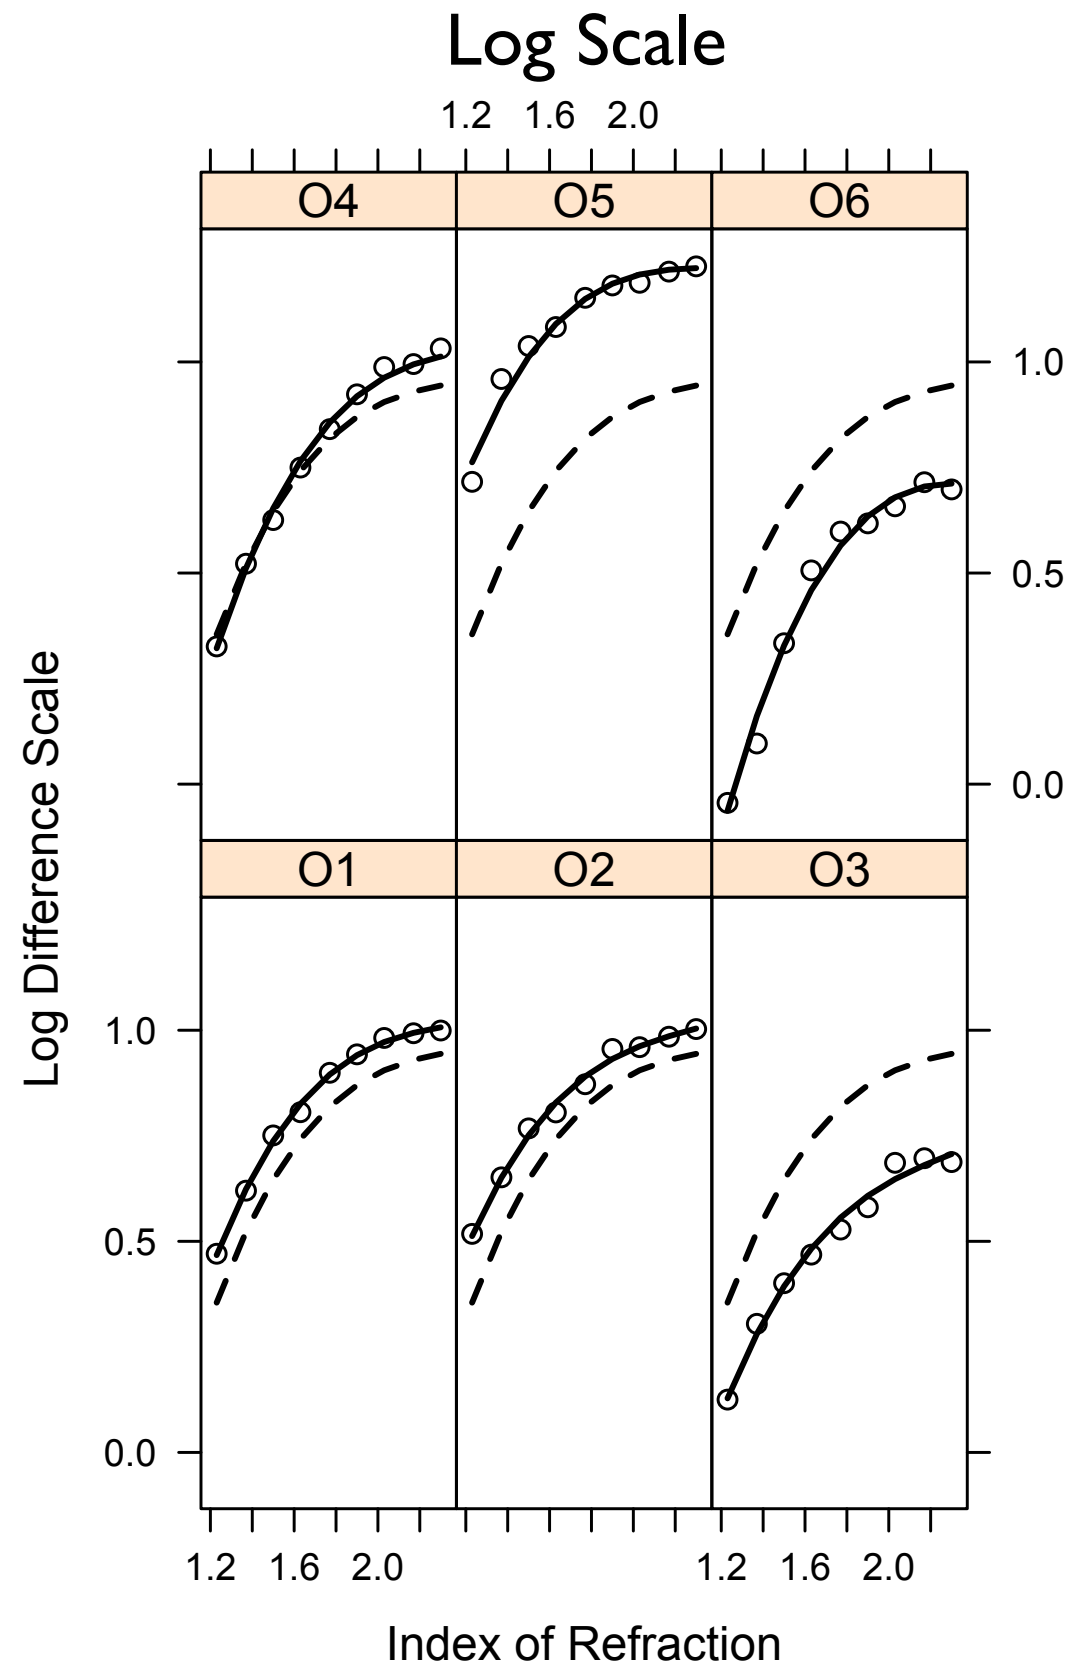 Log Scale
1.2 1.6 2.0
O4 O5 O6
1.0
0.5
0.0
Log Difference Scale
O1 O2 O3
1.0
0.5
0.0
1.2 1.6 2.0 1.2 1.6 2.0
Index of Refraction